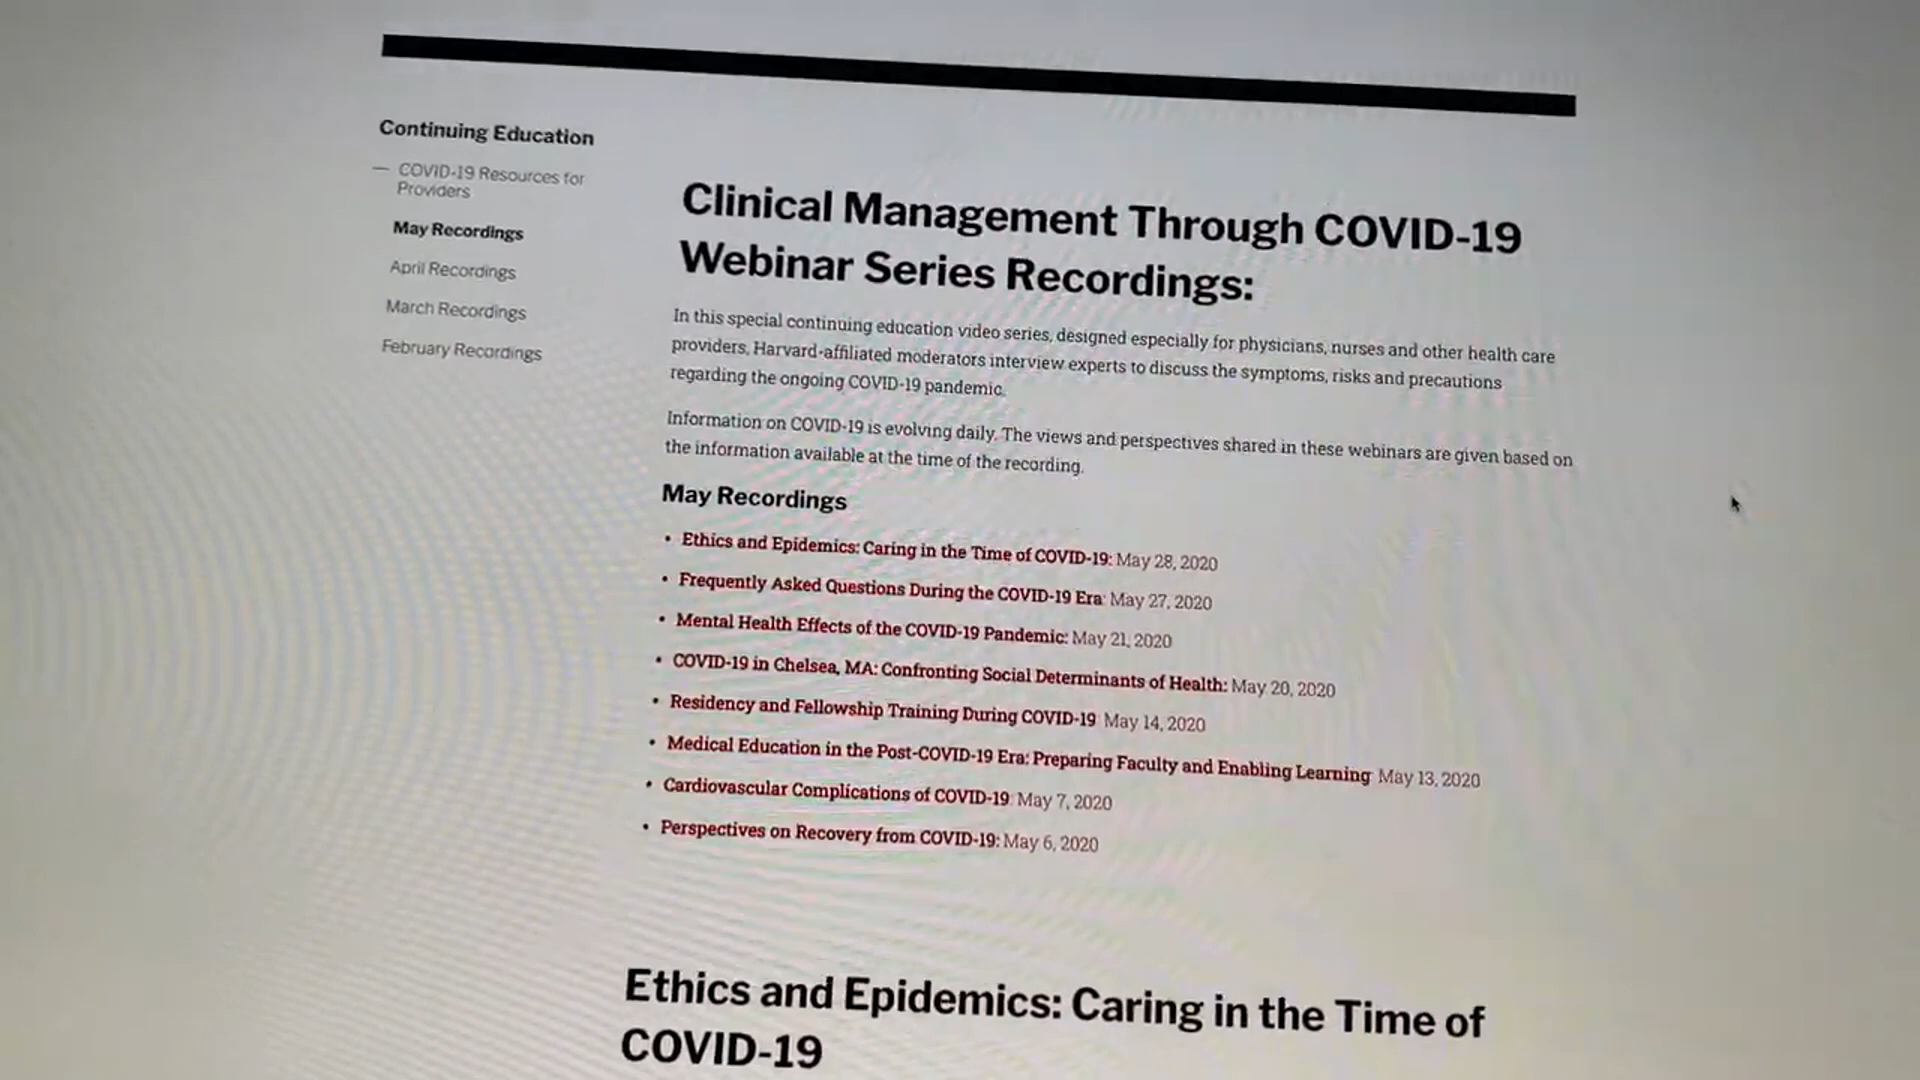 Continuing Education
— COVID-19 Resources for
Providers
May Recordings
April Recordings
March Recordings
February Recordings
Clinical Management Through COVID-19
Webinar Series Recordings:
In this special continuing education video series, designed especially for physicians, nurses and other health care
providers, Harvard-affiliated moderators interview experts to discuss the symptoms, risks and precautions
regarding the ongoing COVID-19 pandemic.
Information on COVID-19 is evolving daily. The views and perspectives shared in these webinars are given based on
the information available at the time of the recording.
May Recordings
• Ethics and Epidemics: Caring in the Time of COVID-19: May 28, 2020
• Frequently Asked Questions During the COVID-19 Era: May 27, 2020
• Mental Health Effects of the COVID-19 Pandemic: May 21, 2020
• COVID-19 in Chelsea, MA: Confronting Social Determinants of Health: May 20, 2020
• Residency and Fellowship Training During COVID-19: May 14, 2020
• Medical Education in the Post-COVID-19 Era: Preparing Faculty and Enabling Learning: May 13, 2020
• Cardiovascular Complications of COVID-19: May 7, 2020
• Perspectives on Recovery from COVID-19: May 6, 2020
Ethics and Epidemics: Caring in the Time of
COVID-19